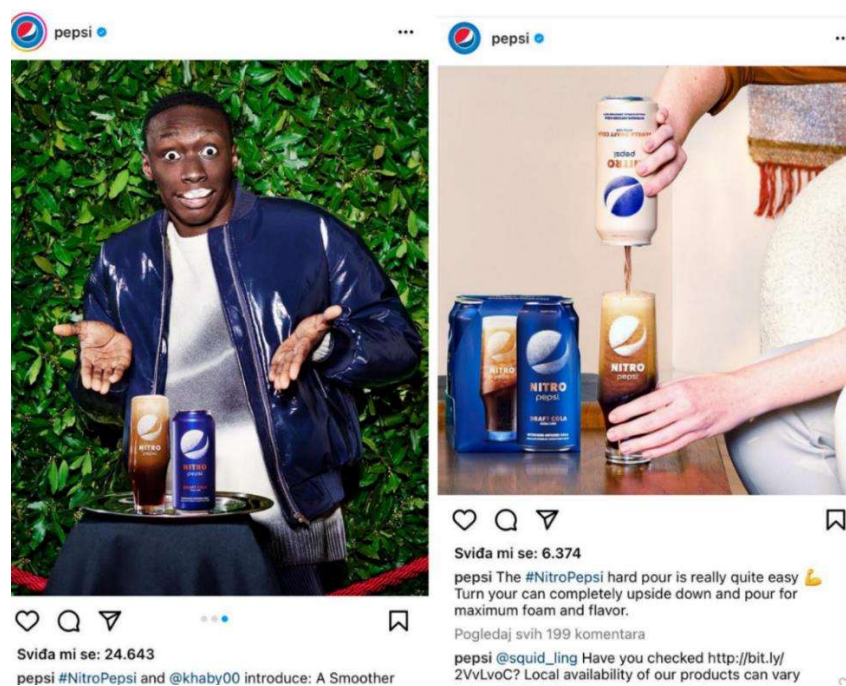 pepsi
NITRO
pepsi
NITRO
pepsi
DRAFT COLA
Sviđa mi se: 24.643
pepsi #NitroPepsi and @khaby00 introduce: A Smoother
pepsi
NITRO
pepsi
NITRO
NITRO
pepsi
DRAFT COLA
NITRO
pepsi
Sviđa mi se: 6.374
pepsi The #NitroPepsi hard pour is really quite easy 💪
Turn your can completely upside down and pour for
maximum foam and flavor.
Pogledaj svih 199 komentara
pepsi @squid_ling Have you checked http://bit.ly/
2VvLvoC? Local availability of our products can vary